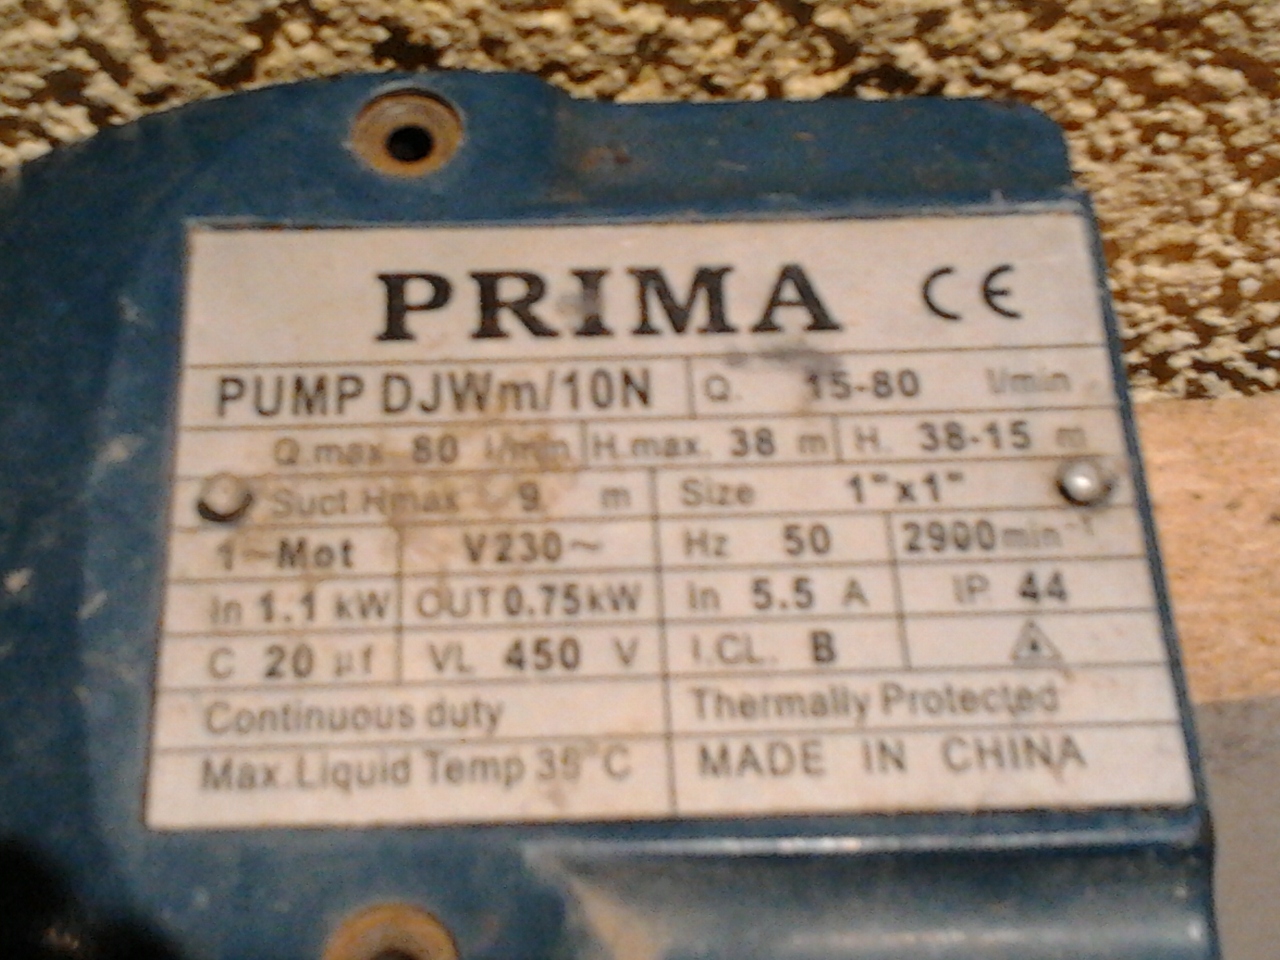 PRIMA CE
PUMP DJWm/10N Q. 15-80 l/min
Q.max 80 l/min H.max. 38 m H. 38-15 m
Suct.Hmax 9 m Size 1"x1"
1~Mot V230~ Hz 50 2900min⁻¹
In 1.1 kW OUT 0.75kW In 5.5 A IP 44
C 20 µf VL 450 V I.CL. B
Continuous duty Thermally Protected
Max.Liquid Temp 35°C MADE IN CHINA